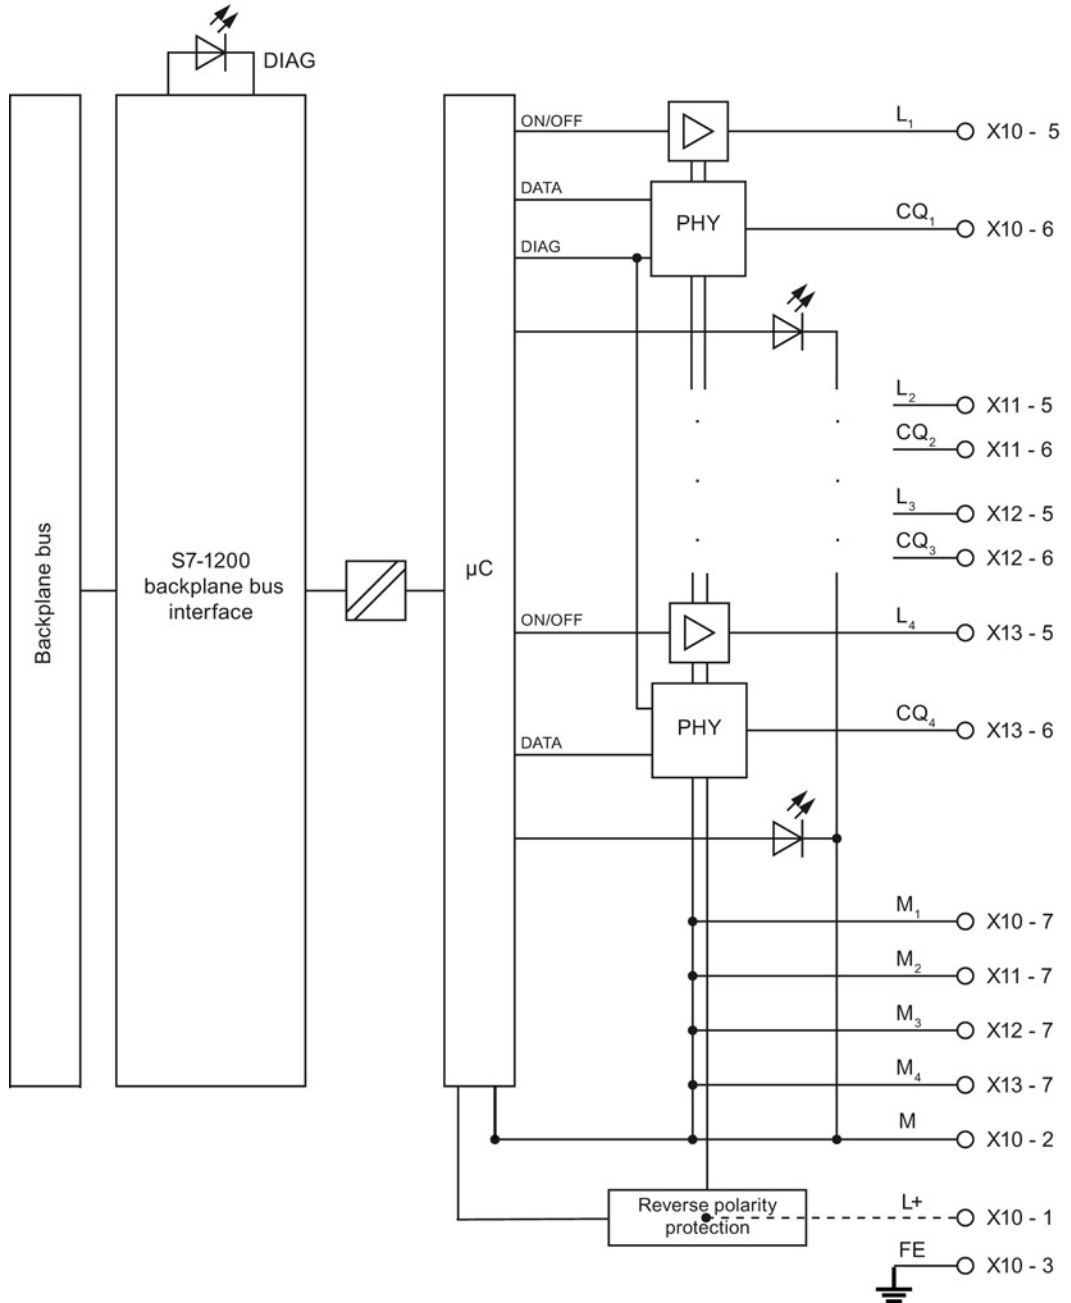 DIAG
ON/OFF
L1
X10 - 5
DATA
PHY
CQ1
X10 - 6
DIAG
L2
X11 - 5
CQ2
X11 - 6
L3
X12 - 5
CQ3
X12 - 6
Backplane bus
S7-1200
backplane bus
interface
µC
ON/OFF
L4
X13 - 5
PHY
CQ4
X13 - 6
DATA
M1
X10 - 7
M2
X11 - 7
M3
X12 - 7
M4
X13 - 7
M
X10 - 2
Reverse polarity
protection
L+
X10 - 1
FE
X10 - 3